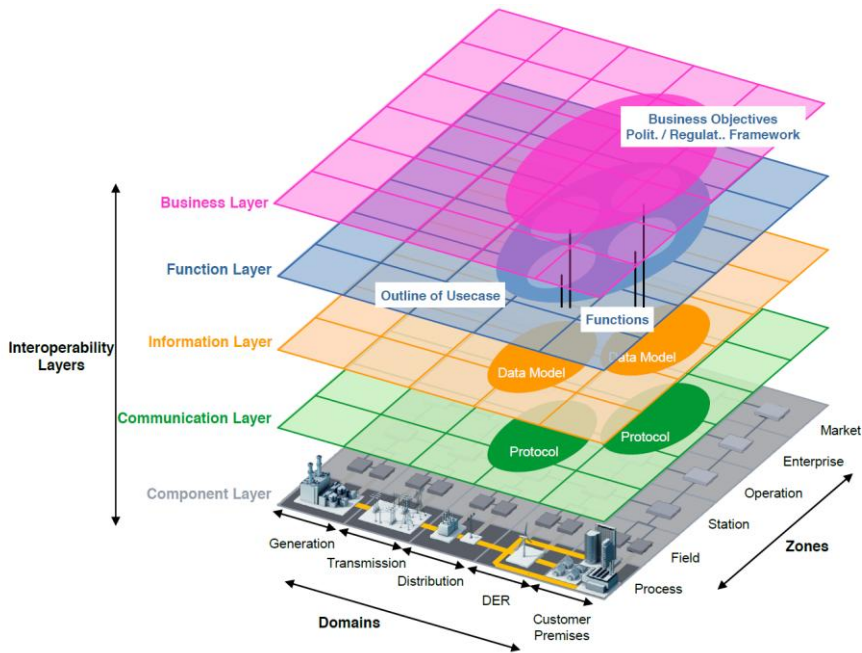 Business Objectives
Polit. / Regulat.. Framework
Business Layer
Function Layer
Outline of Usecase
Functions
Interoperability
Layers
Information Layer
Data Model
Data Model
Communication Layer
Protocol
Protocol
Component Layer
Market
Enterprise
Operation
Station
Field
Process
Zones
Generation
Transmission
Distribution
DER
Customer
Premises
Domains